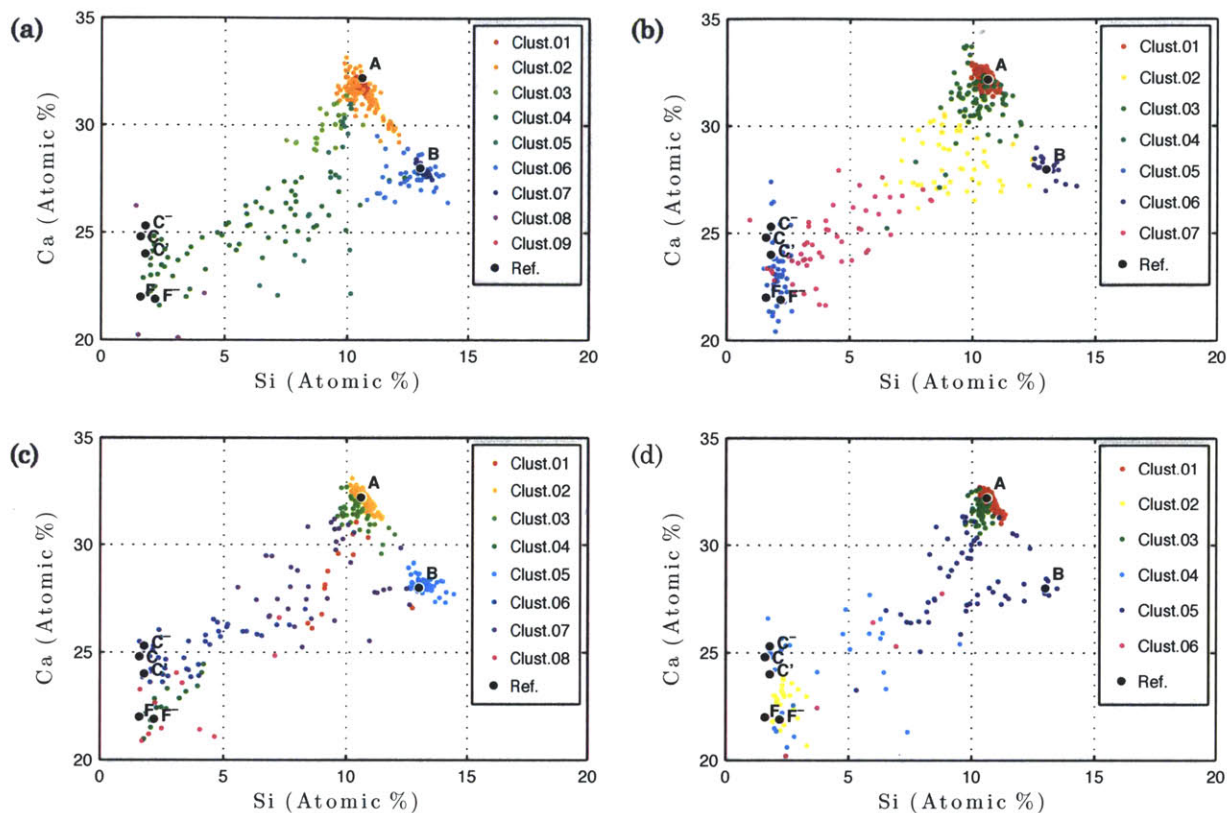 (a)
35
30
25
20
0
5
10
15
20
Ca (Atomic %)
Si (Atomic %)
A
B
C⁻
C
C'
F
F⁻
Clust.01
Clust.02
Clust.03
Clust.04
Clust.05
Clust.06
Clust.07
Clust.08
Clust.09
Ref.
(b)
35
30
25
20
0
5
10
15
20
Ca (Atomic %)
Si (Atomic %)
A
B
C⁻
C
C'
F
F⁻
Clust.01
Clust.02
Clust.03
Clust.04
Clust.05
Clust.06
Clust.07
Ref.
(c)
35
30
25
20
0
5
10
15
20
Ca (Atomic %)
Si (Atomic %)
A
B
C⁻
C
C'
F
F⁻
Clust.01
Clust.02
Clust.03
Clust.04
Clust.05
Clust.06
Clust.07
Clust.08
Ref.
(d)
35
30
25
20
0
5
10
15
20
Ca (Atomic %)
Si (Atomic %)
A
B
C⁻
C
C'
F
F⁻
Clust.01
Clust.02
Clust.03
Clust.04
Clust.05
Clust.06
Ref.